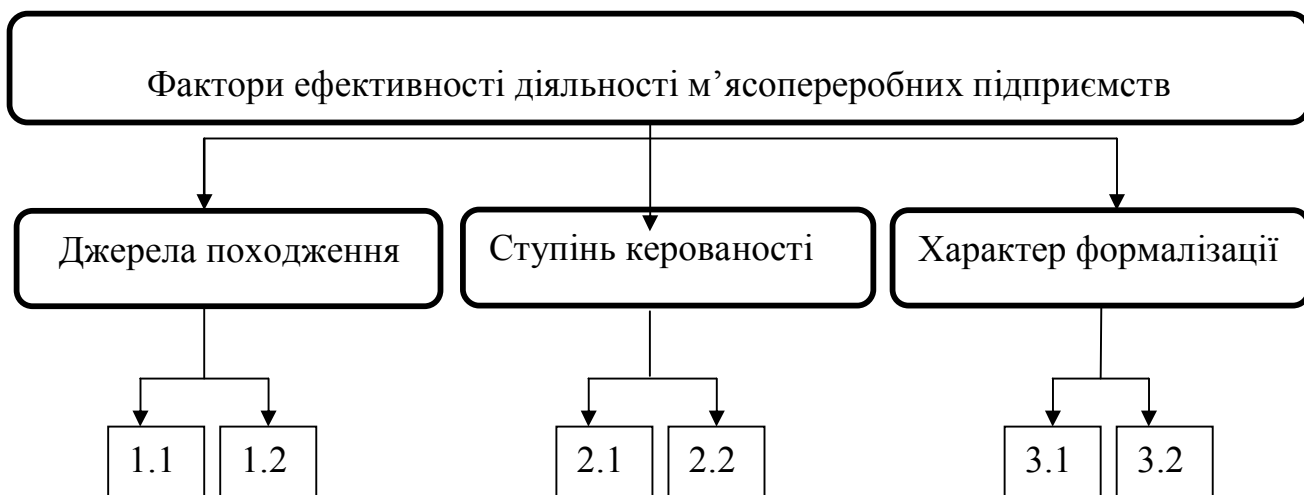 Фактори ефективності діяльності м’ясопереробних підприємств
Джерела походження
Ступінь керованості
Характер формалізації
1.1
1.2
2.1
2.2
3.1
3.2